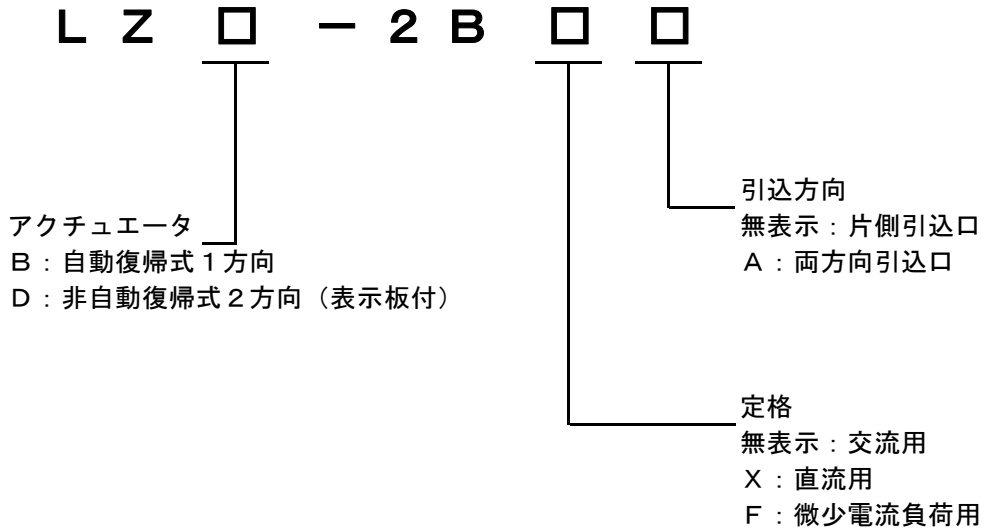 ＬＺ□－２Ｂ□□
引込方向
無表示：片側引込口
Ａ：両方向引込口
アクチュエータ
Ｂ：自動復帰式１方向
Ｄ：非自動復帰式２方向（表示板付）
定格
無表示：交流用
Ｘ：直流用
Ｆ：微少電流負荷用